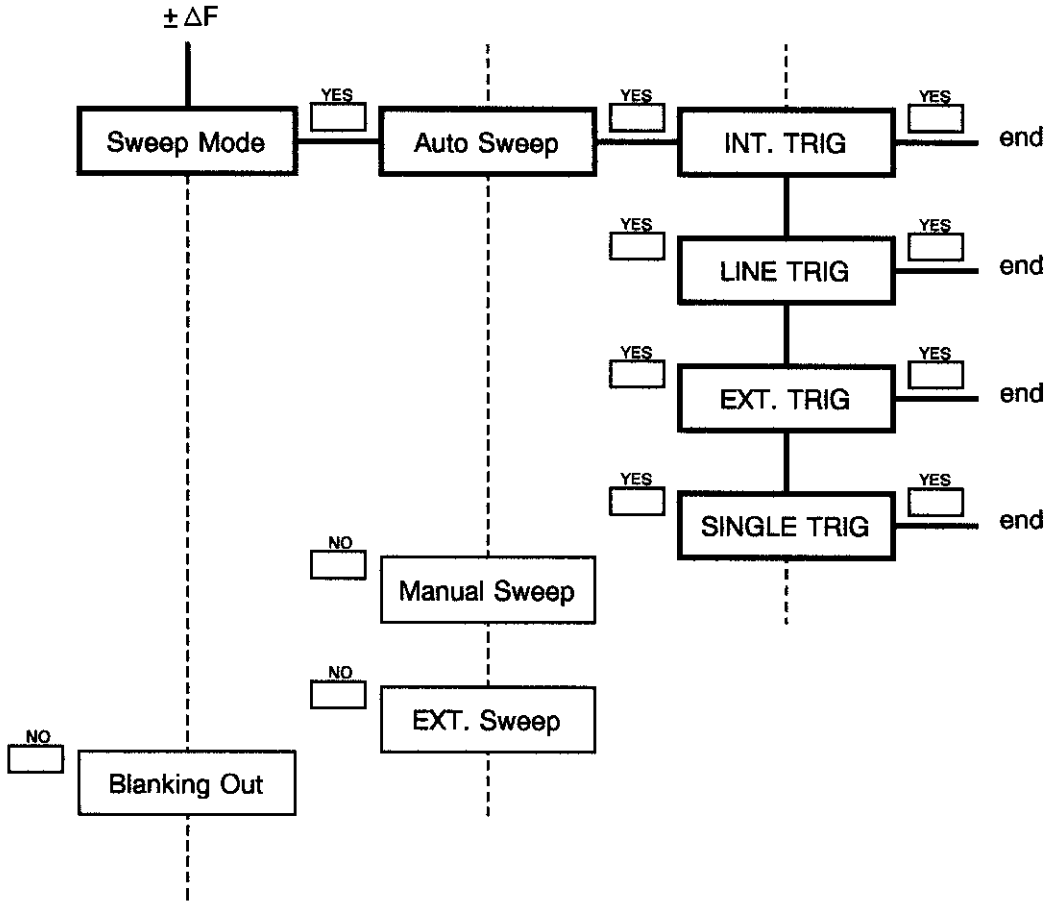 ± ΔF
YES
YES
YES
Sweep Mode
Auto Sweep
INT. TRIG
end
YES
YES
LINE TRIG
end
YES
YES
EXT. TRIG
end
YES
YES
SINGLE TRIG
end
NO
Manual Sweep
NO
EXT. Sweep
NO
Blanking Out